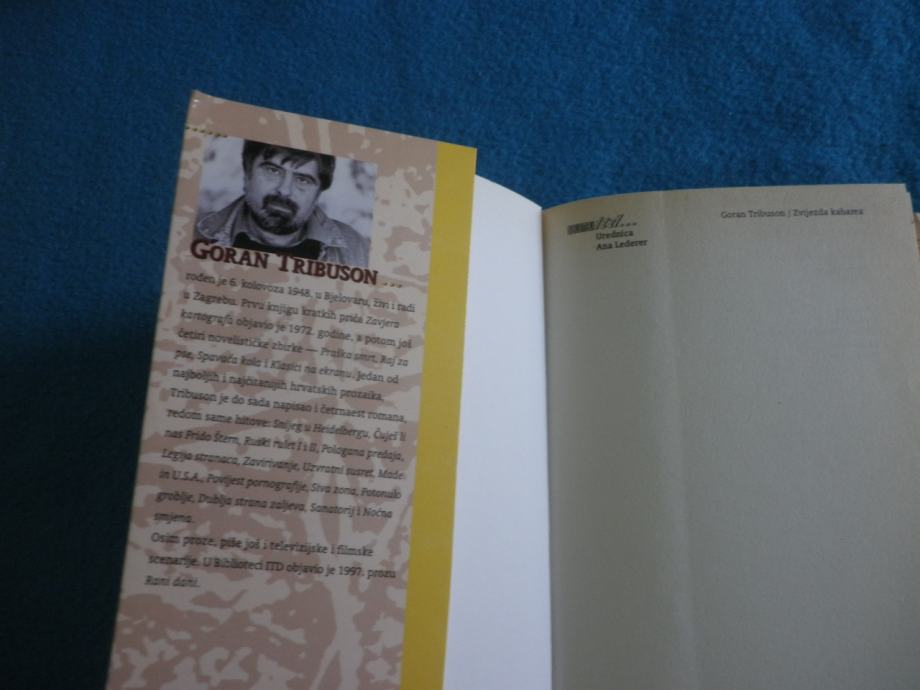 GORAN TRIBUSON ...
rođen je 6. kolovoza 1948. u Bjelovaru, živi i radi
u Zagrebu. Prvu knjigu kratkih priča Zavjera
kartografa objavio je 1972. godine, a potom još
četiri novelističke zbirke — Praška smrt, Raj za
pse, Spavaća kola i Klasici na ekranu. Jedan od
najboljih i najčitanijih hrvatskih prozaika,
Tribuson je do sada napisao i četrnaest romana,
redom same hitove: Snijeg u Heidelbergu, Čuješ li
nas Frido Štern, Ruski rulet I i II, Polagana predaja,
Legija stranaca, Zavirivanje, Uzvratni susret, Made
in U.S.A., Povijest pornografije, Siva zona, Potonulo
groblje, Dublja strana zaljeva, Sanatorij i Noćna
smjena.
Osim proze, piše još i televizijske i filmske
scenarije. U Biblioteci ITD objavio je 1997. prozu
Rani dani.
Itd...
Urednica
Ana Lederer
Goran Tribuson | Zvijezda kabarea